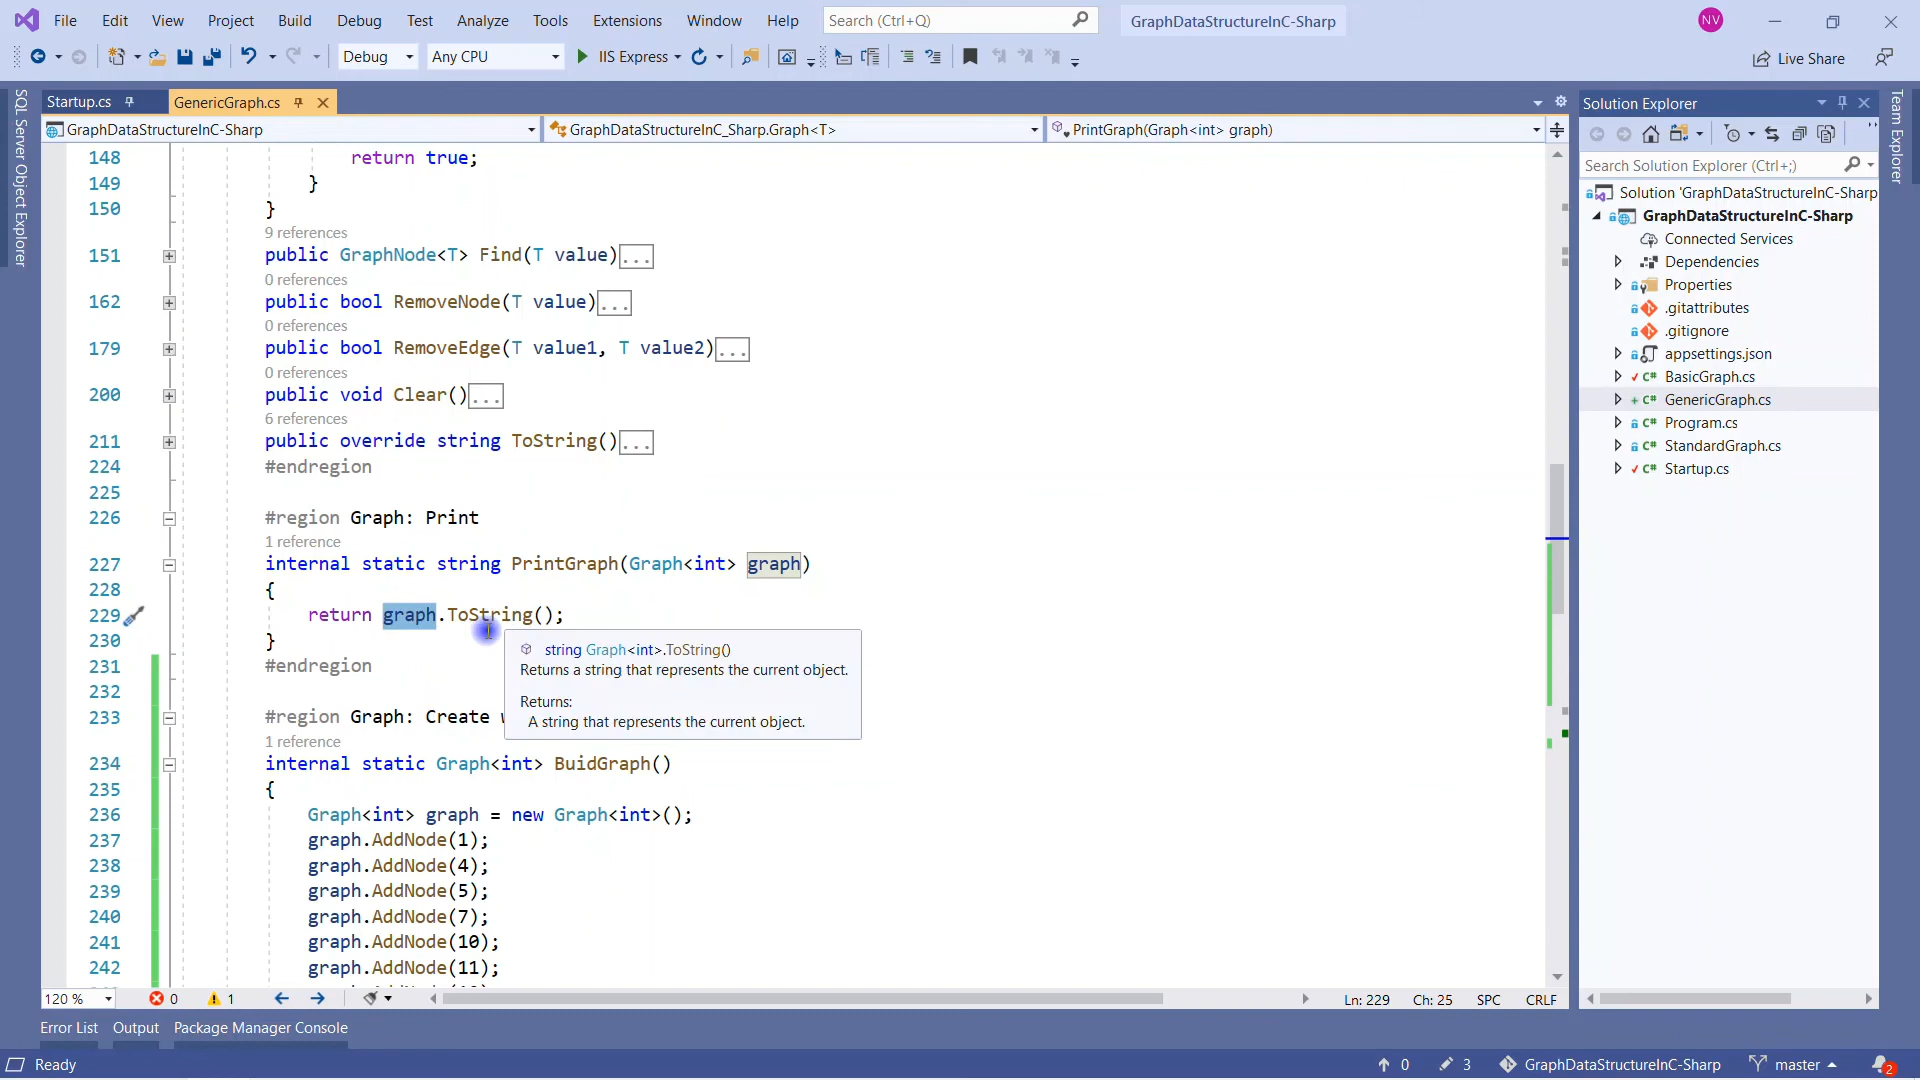 File Edit View Project Build Debug Test Analyze Tools Extensions Window Help Search (Ctrl+Q) GraphDataStructureInC-Sharp NV
Debug Any CPU IIS Express Live Share
SQL Server Object Explorer
Startup.cs GenericGraph.cs
GraphDataStructureInC-Sharp GraphDataStructureInC_Sharp.Graph<T> PrintGraph(Graph<int> graph)
148 return true;
149 }
150 }
9 references
151 public GraphNode<T> Find(T value)...
0 references
162 public bool RemoveNode(T value)...
0 references
179 public bool RemoveEdge(T value1, T value2)...
0 references
200 public void Clear()...
6 references
211 public override string ToString()...
224 #endregion
225
226 #region Graph: Print
1 reference
227 internal static string PrintGraph(Graph<int> graph)
228 {
229 return graph.ToString();
230 }
231 #endregion
232
233 #region Graph: Create
1 reference
234 internal static Graph<int> BuidGraph()
235 {
236 Graph<int> graph = new Graph<int>();
237 graph.AddNode(1);
238 graph.AddNode(4);
239 graph.AddNode(5);
240 graph.AddNode(7);
241 graph.AddNode(10);
242 graph.AddNode(11);
string Graph<int>.ToString()
Returns a string that represents the current object.
Returns:
A string that represents the current object.
120 % 0 1 Ln: 229 Ch: 25 SPC CRLF
Solution Explorer
Search Solution Explorer (Ctrl+;)
Solution 'GraphDataStructureInC-Sharp
GraphDataStructureInC-Sharp
Connected Services
Dependencies
Properties
.gitattributes
.gitignore
appsettings.json
C# BasicGraph.cs
C# GenericGraph.cs
C# Program.cs
C# StandardGraph.cs
C# Startup.cs
Team Explorer
Error List Output Package Manager Console
Ready 0 3 GraphDataStructureInC-Sharp master 2